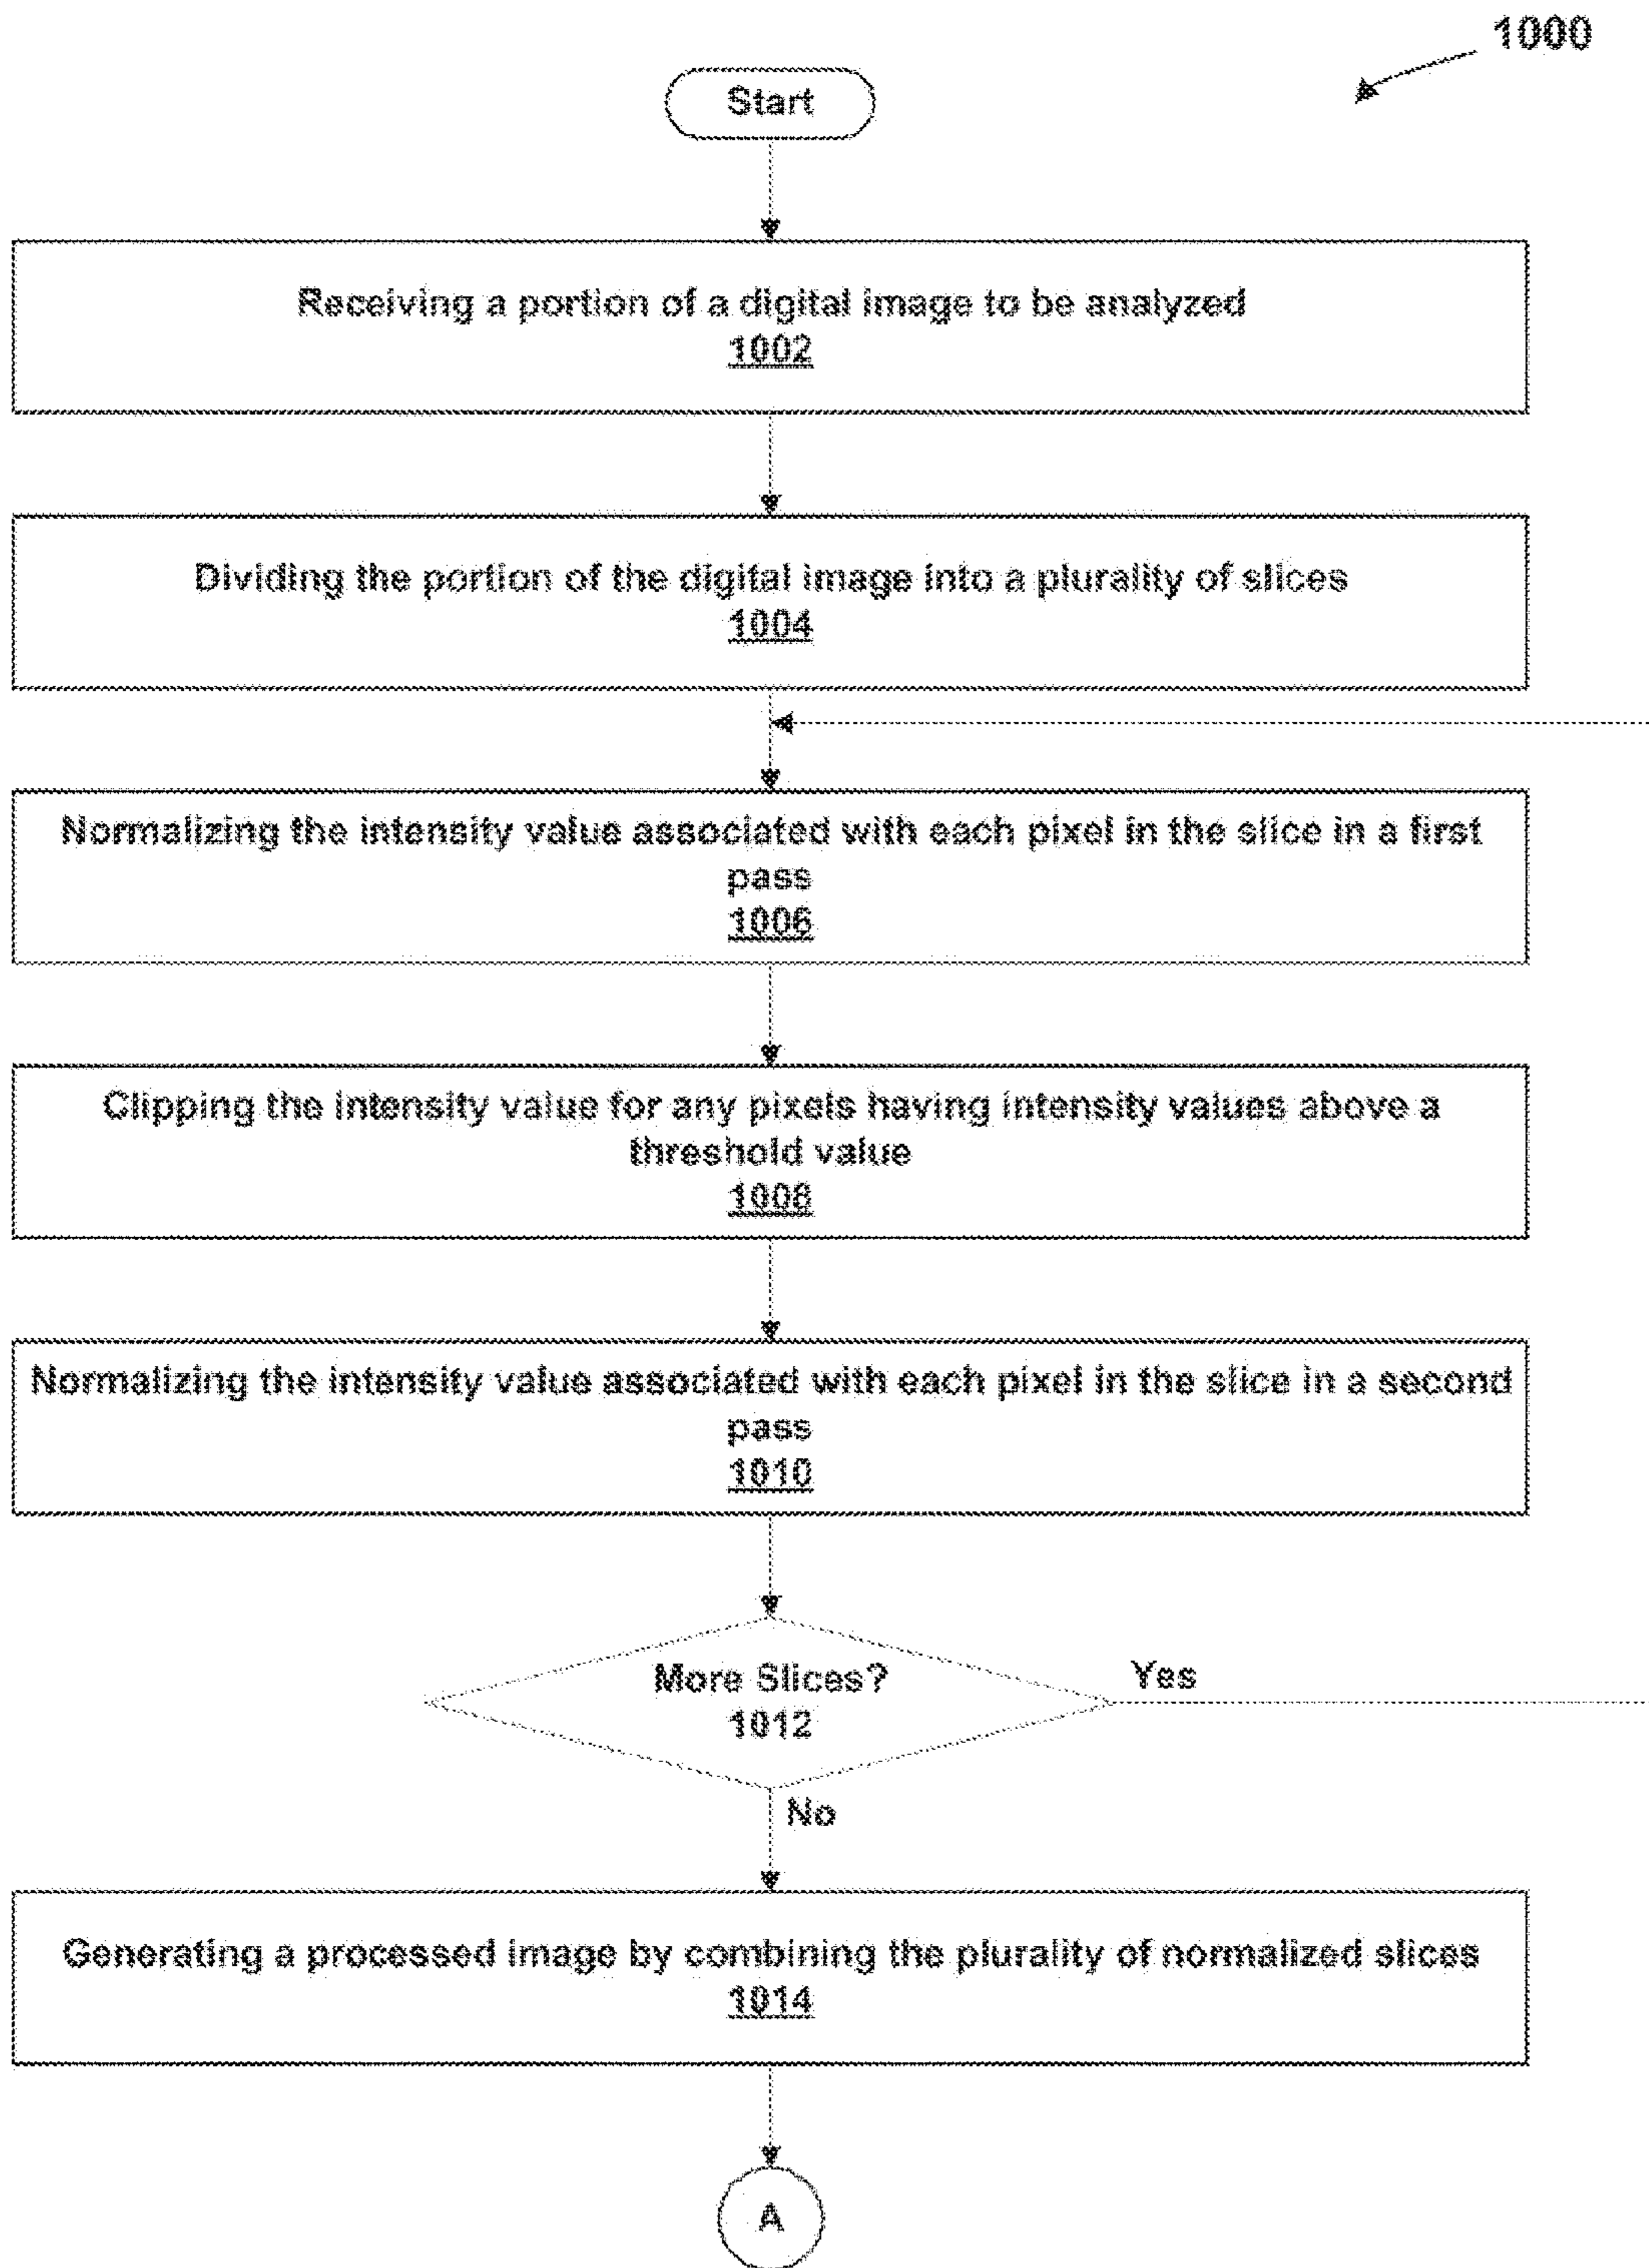 1000
Start
Receiving a portion of a digital image to be analyzed
1002
Dividing the portion of the digital image into a plurality of slices
1004
Normalizing the intensity value associated with each pixel in the slice in a first
pass
1006
Clipping the intensity value for any pixels having intensity values above a
threshold value
1008
Normalizing the intensity value associated with each pixel in the slice in a second
pass
1010
More Slices?
1012
Yes
No
Generating a processed image by combining the plurality of normalized slices
1014
A